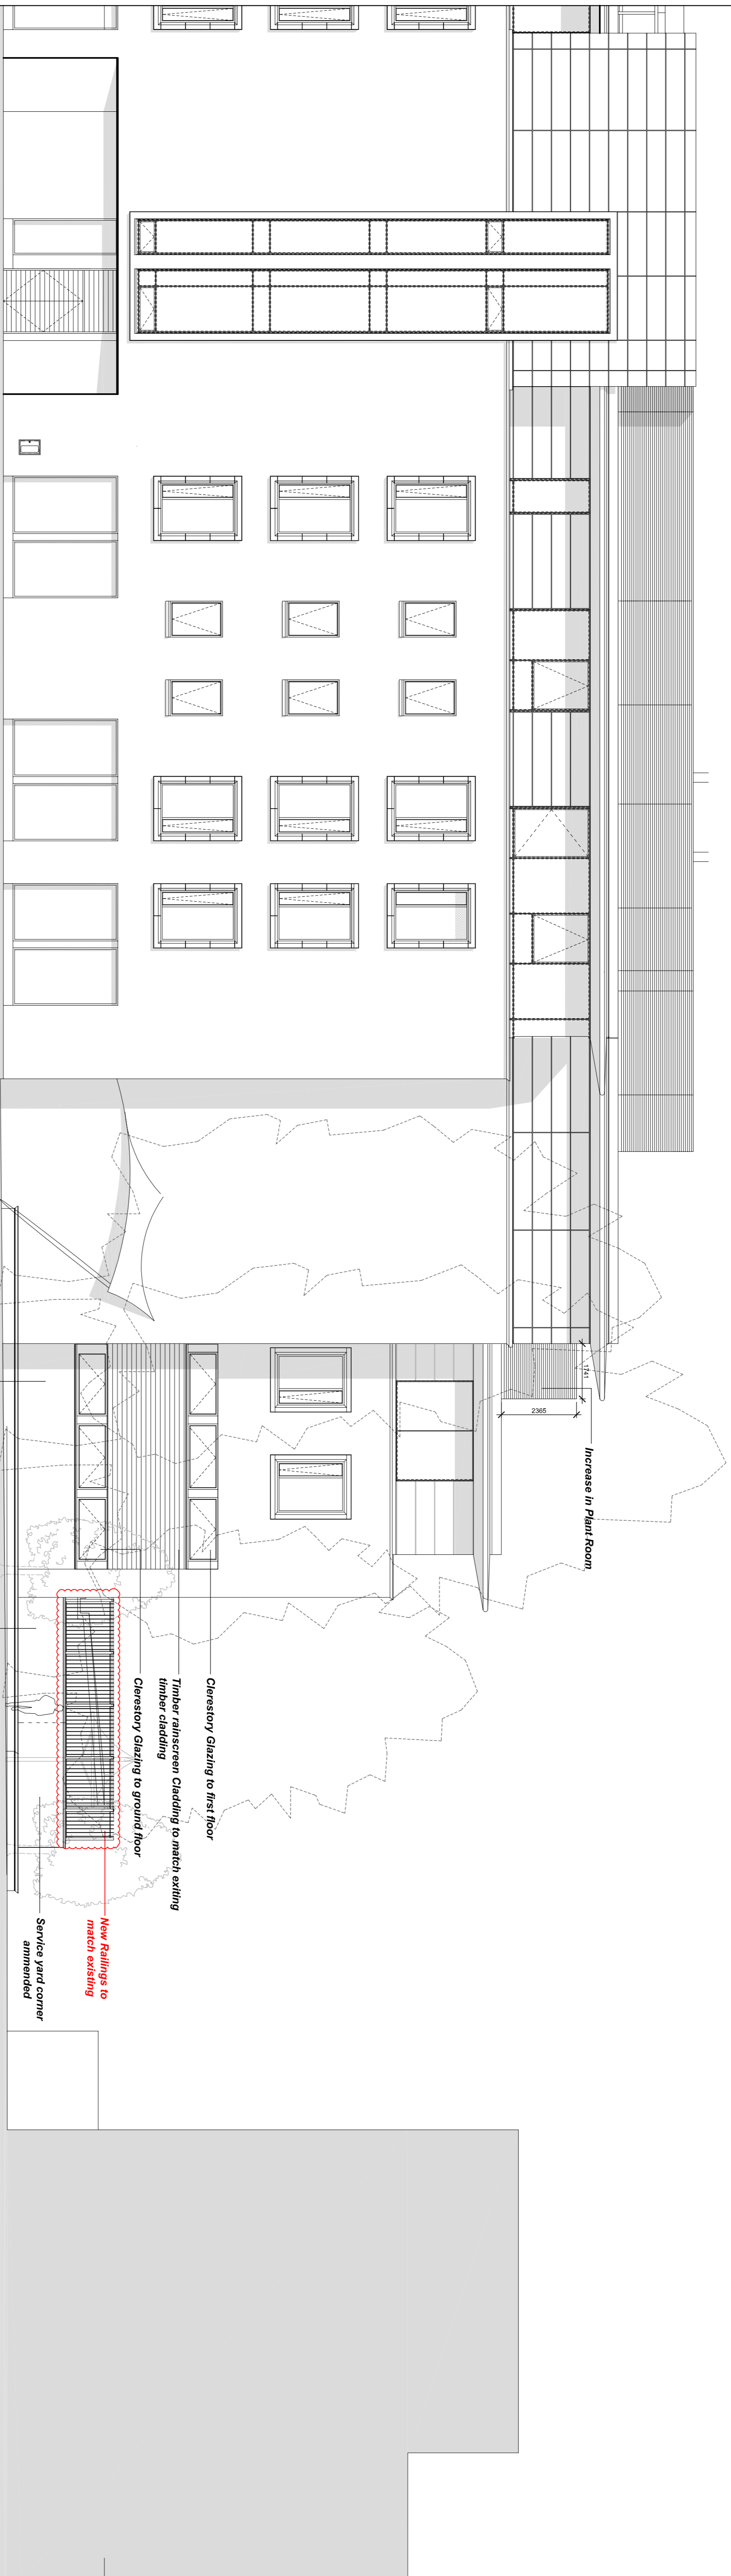 1741
2365
Increase in Plant Room
Clerestory Glazing to first floor
Timber rainscreen Cladding to match exiting
timber cladding
Clerestory Glazing to ground floor
New Railings to
match existing
Service yard corner
ammended